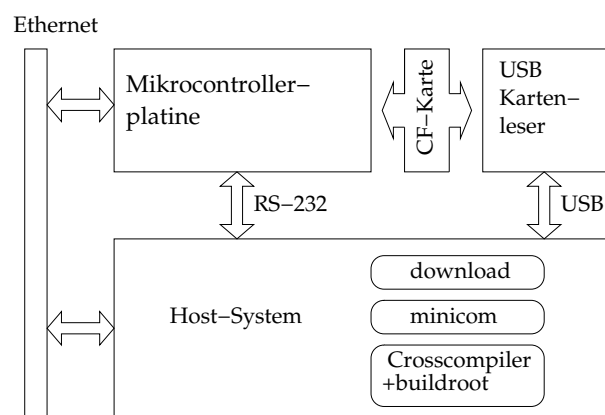 Ethernet
Mikrocontroller–
platine
CF–Karte
USB
Karten–
leser
RS–232
USB
Host–System
download
minicom
Crosscompiler
+buildroot